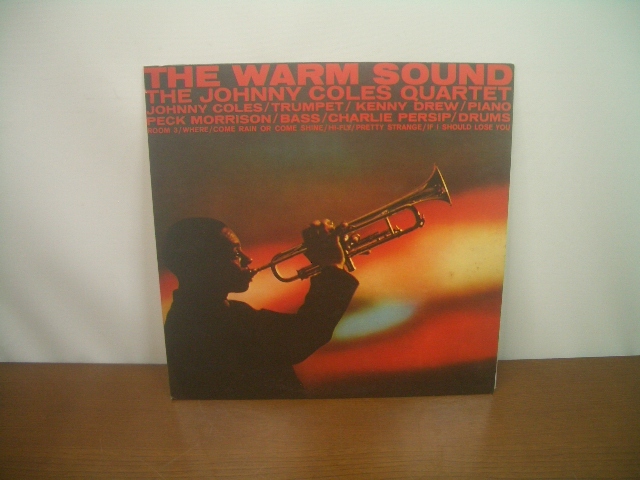 THE WARM SOUND
THE JOHNNY COLES QUARTET
JOHNNY COLES/TRUMPET/KENNY DREW/PIANO
PECK MORRISON/BASS/CHARLIE PERSIP/DRUMS
ROOM 3/WHERE/COME RAIN OR COME SHINE/HI-FLY/PRETTY STRANGE/IF I SHOULD LOSE YOU